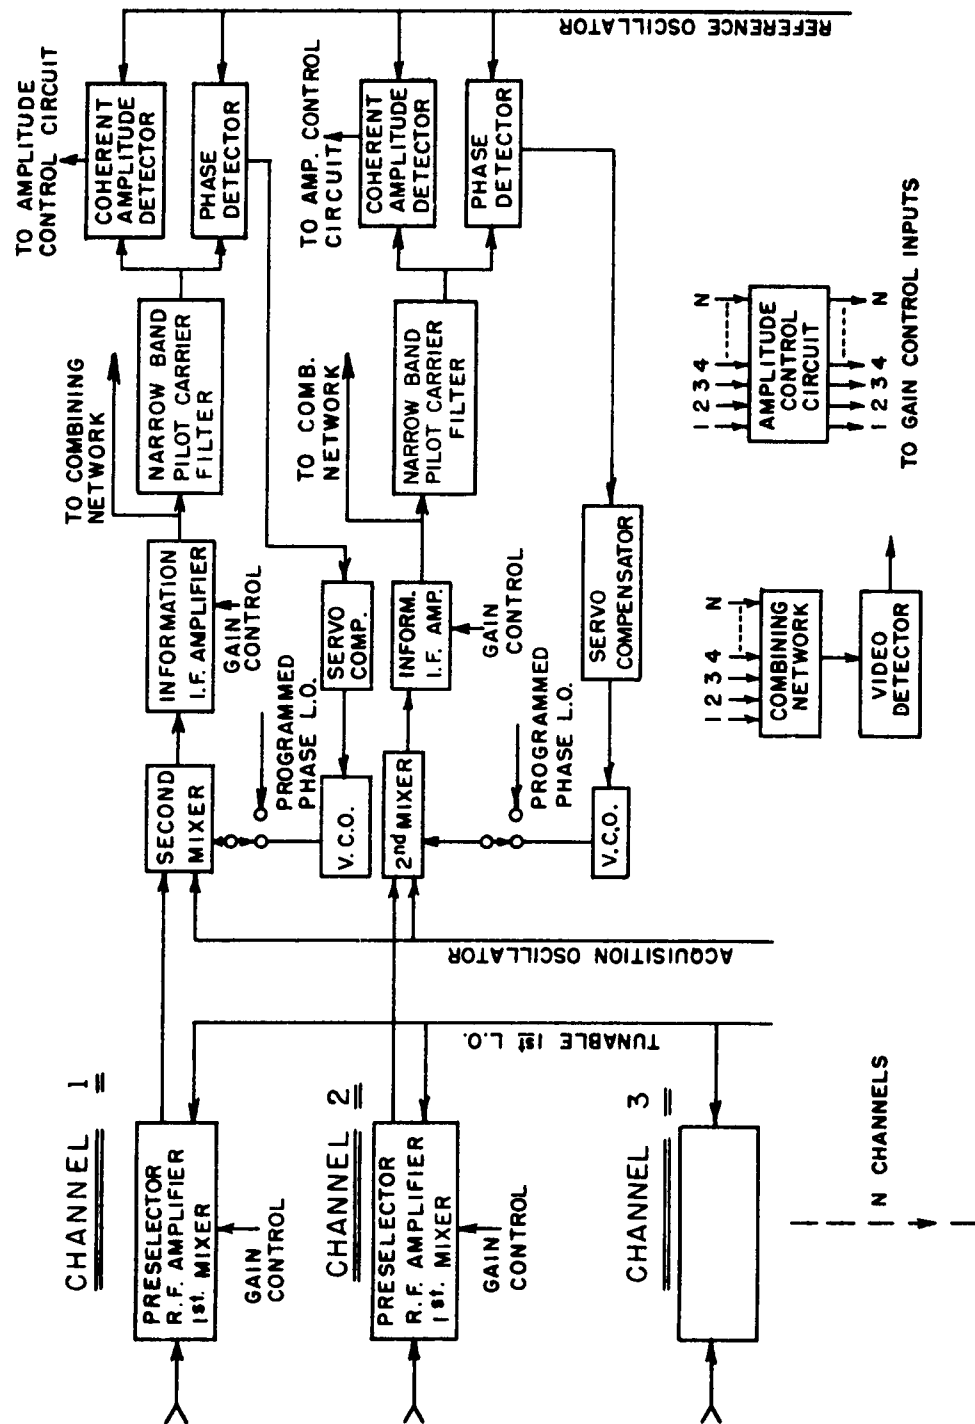 CHANNEL 1
PRESELECTOR
R.F. AMPLIFIER
1st. MIXER
GAIN
CONTROL
SECOND
MIXER
INFORMATION
I.F. AMPLIFIER
GAIN
CONTROL
TO COMBINING
NETWORK
NARROW BAND
PILOT CARRIER
FILTER
TO AMPLITUDE
CONTROL CIRCUIT
COHERENT
AMPLITUDE
DETECTOR
PHASE
DETECTOR
PROGRAMMED
PHASE L.O.
SERVO
COMP.
V.C.O.
CHANNEL 2
PRESELECTOR
R.F. AMPLIFIER
1st. MIXER
GAIN
CONTROL
2nd MIXER
INFORM.
I.F. AMP.
GAIN
CONTROL
TO COMB.
NETWORK
NARROW BAND
PILOT CARRIER
FILTER
TO AMP. CONTROL
CIRCUIT
COHERENT
AMPLITUDE
DETECTOR
PHASE
DETECTOR
PROGRAMMED
PHASE L.O.
V.C.O.
SERVO
COMPENSATOR
TUNABLE 1st L.O.
ACQUISITION OSCILLATOR
REFERENCE OSCILLATOR
CHANNEL 3
N CHANNELS
1 2 3 4 N
COMBINING
NETWORK
VIDEO
DETECTOR
1 2 3 4 N
AMPLITUDE
CONTROL
CIRCUIT
1 2 3 4 N
TO GAIN CONTROL INPUTS